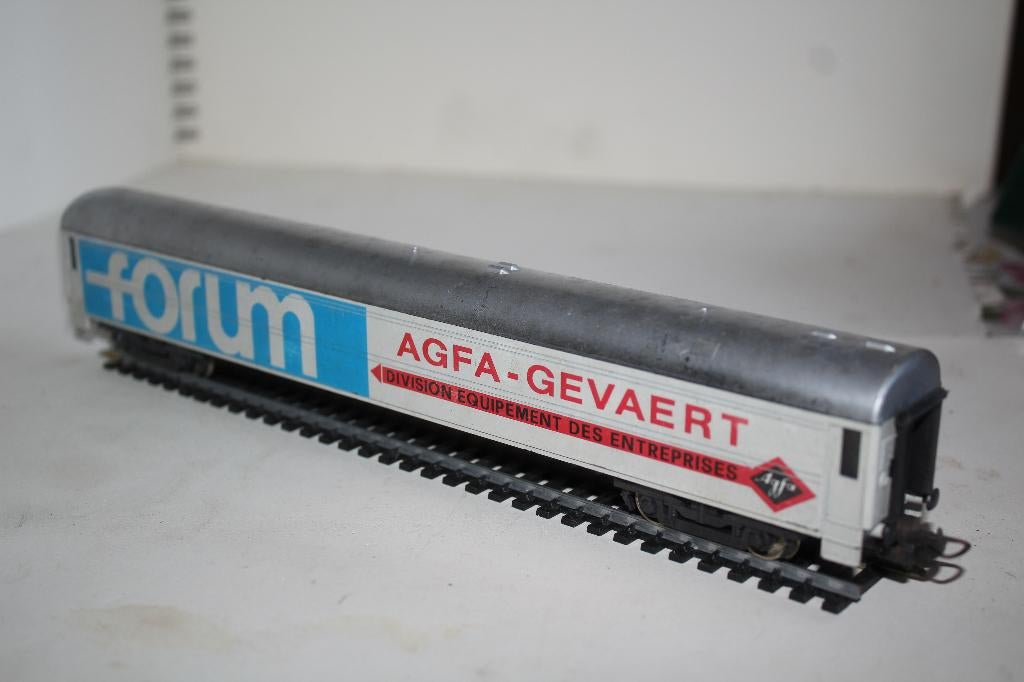 forum
AGFA-GEVAERT
DIVISION EQUIPEMENT DES ENTREPRISES
Agfa